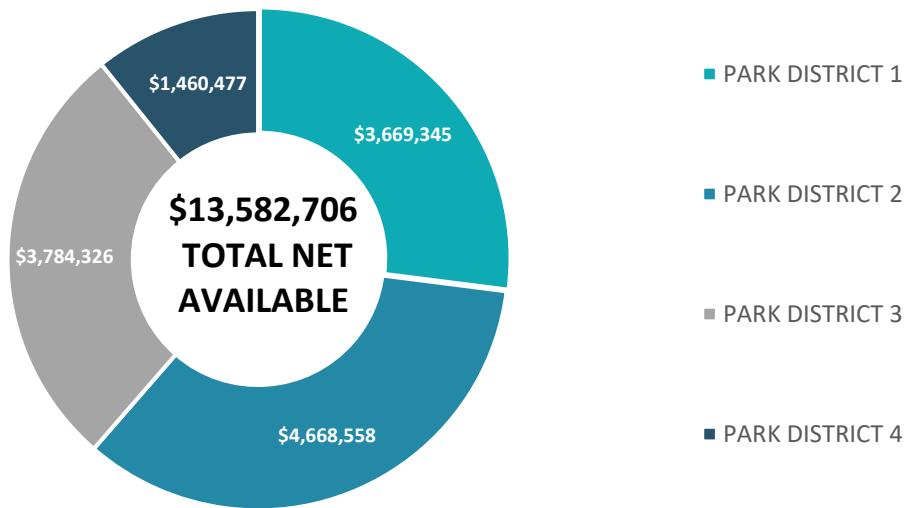 $1,460,477
$3,669,345
$13,582,706
TOTAL NET
AVAILABLE
$3,784,326
$4,668,558
PARK DISTRICT 1
PARK DISTRICT 2
PARK DISTRICT 3
PARK DISTRICT 4